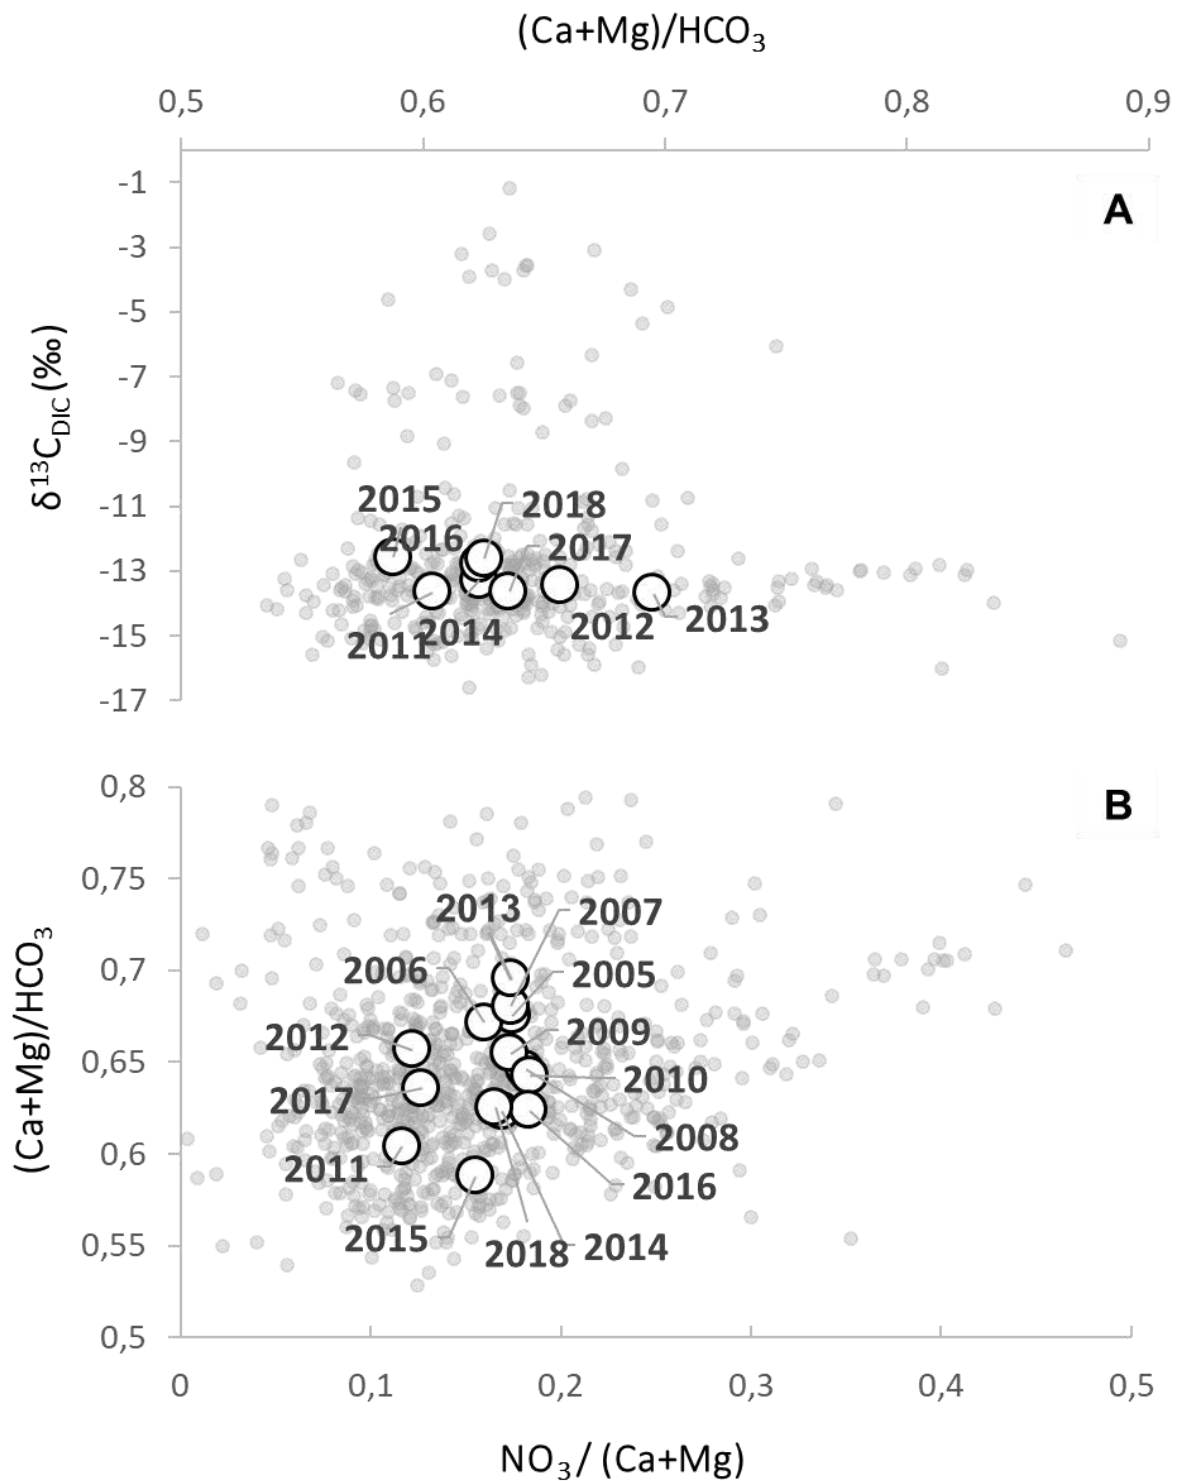 (Ca+Mg)/HCO₃
0,5 0,6 0,7 0,8 0,9
A
-1
-3
-5
-7
-9
-11
-13
-15
-17
δ¹³C_DIC (‰)
2015 2018
2016 2017
2011 2014 2012 2013
B
0,8
0,75
0,7
0,65
0,6
0,55
0,5
(Ca+Mg)/HCO₃
2013 2007
2006 2005
2012 2009
2017 2010
2008
2011 2016
2015 2018 2014
0 0,1 0,2 0,3 0,4 0,5
NO₃ / (Ca+Mg)